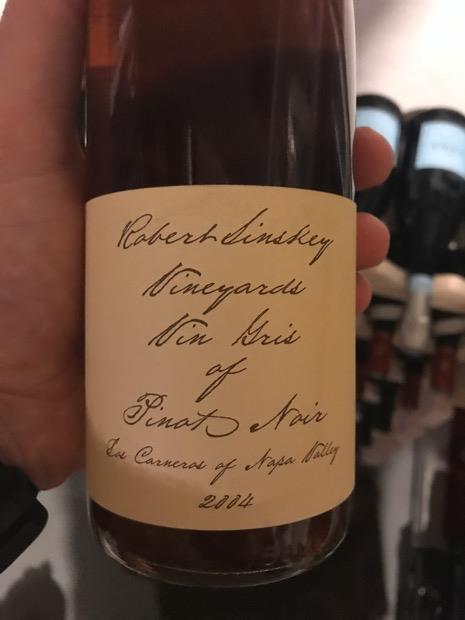 Robert Sinskey
Vineyards
Vin Gris
of
Pinot Noir
Los Carneros of Napa Valley
2004